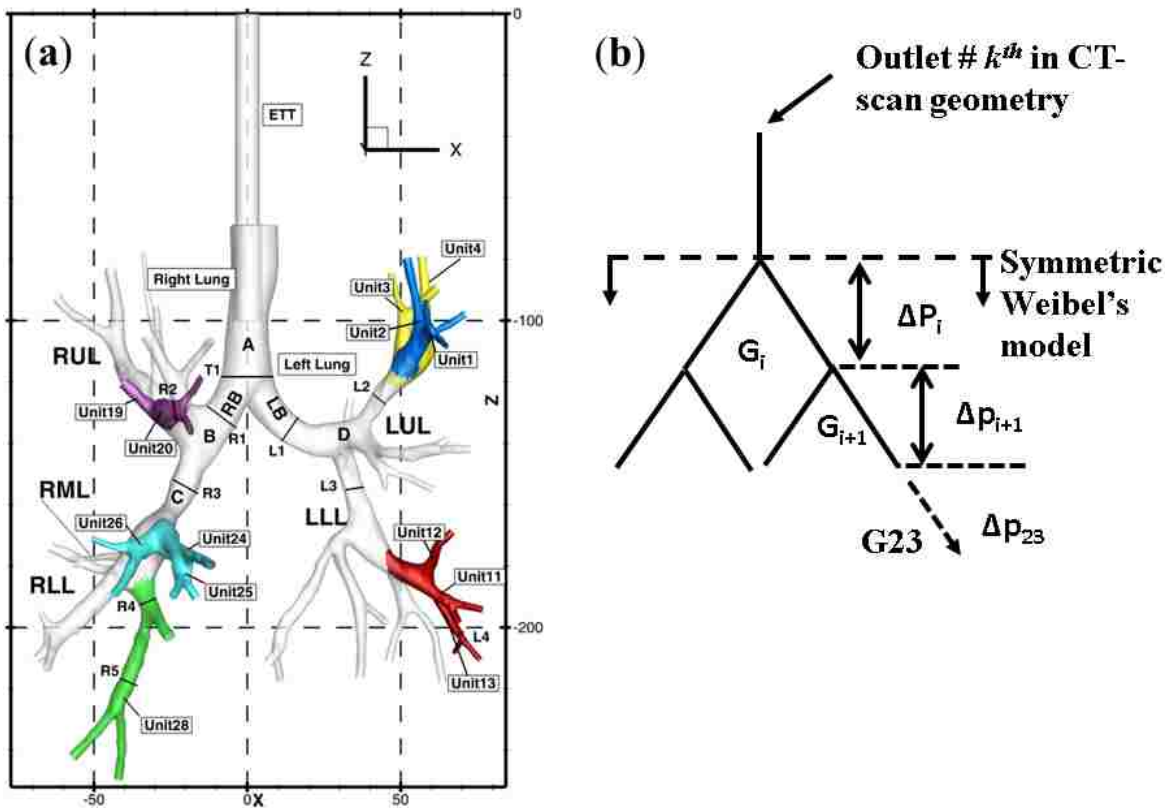 (a)
0
Z
X
ETT
Unit4
Right Lung
Unit3
-100
Unit2
A
Unit1
RUL
T1
Left Lung
L2
Z
R2
RB
LB
Unit19
B
D
LUL
Unit20
R1
L1
RML
C
R3
L3
LLL
Unit26
Unit24
Unit12
RLL
Unit25
Unit11
R4
-200
L4
R5
Unit13
Unit28
-50
X
0
50
(b)
Outlet # kth in CT-
scan geometry
Symmetric
Weibel's
model
ΔPi
Gi
Gi+1
Δpi+1
G23
Δp23